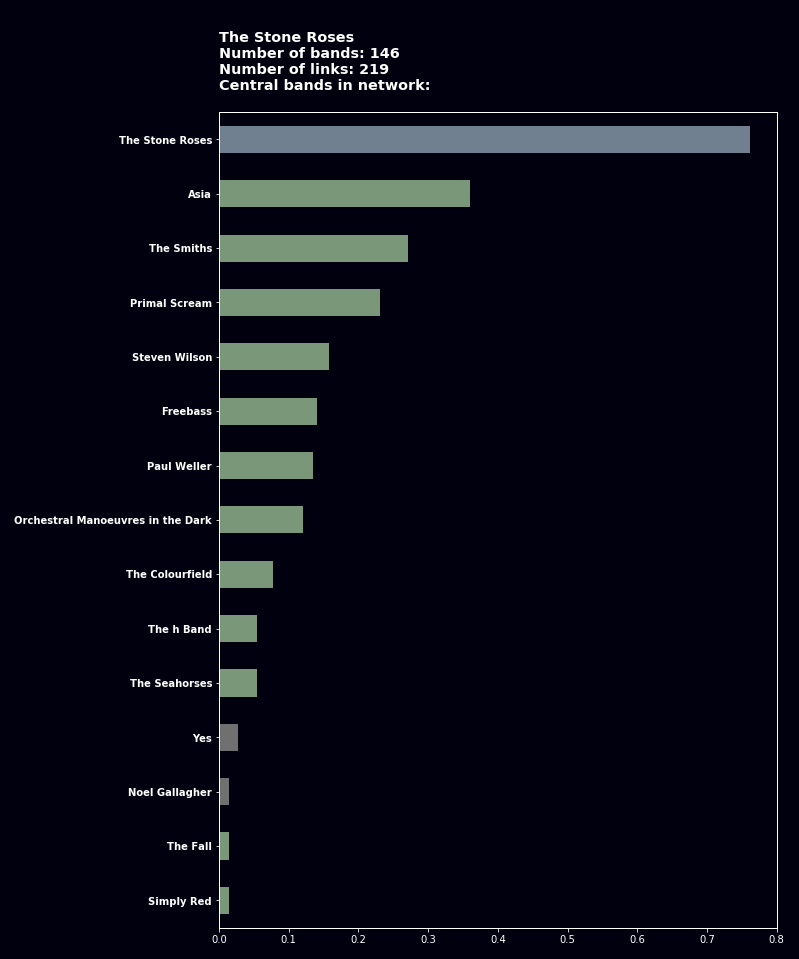 The Stone Roses
Number of bands: 146
Number of links: 219
Central bands in network:
The Stone Roses
Asia
The Smiths
Primal Scream
Steven Wilson
Freebass
Paul Weller
Orchestral Manoeuvres in the Dark
The Colourfield
The h Band
The Seahorses
Yes
Noel Gallagher
The Fall
Simply Red
0.0 0.1 0.2 0.3 0.4 0.5 0.6 0.7 0.8